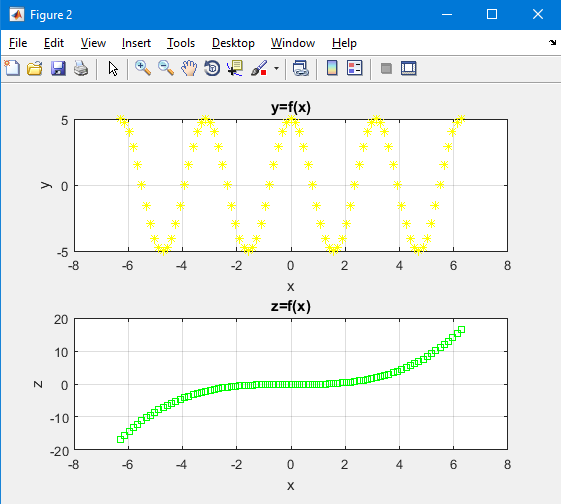 Figure 2
File Edit View Insert Tools Desktop Window Help
y=f(x)
5
0
-5
y
-8 -6 -4 -2 0 2 4 6 8
x
z=f(x)
20
10
0
-10
-20
z
-8 -6 -4 -2 0 2 4 6 8
x